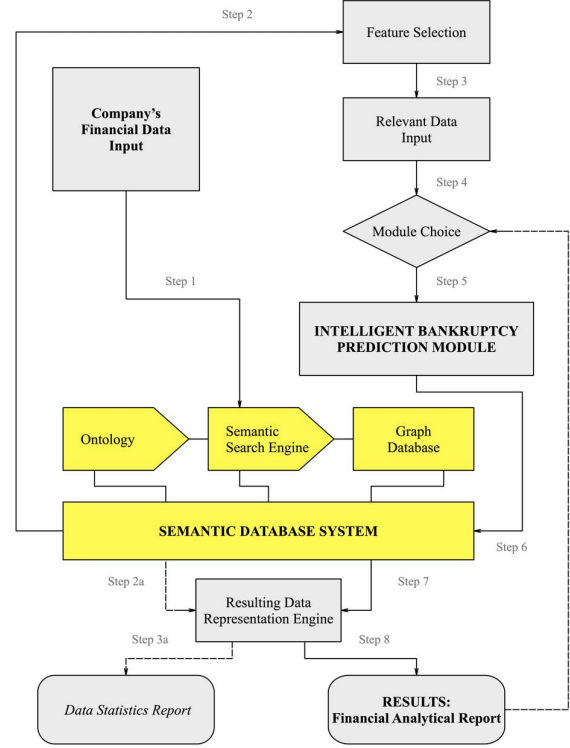 Step 2
Feature Selection
Step 3
Company's
Financial Data
Input
Relevant Data
Input
Step 4
Module Choice
Step 1
Step 5
INTELLIGENT BANKRUPTCY
PREDICTION MODULE
Ontology
Semantic
Search Engine
Graph
Database
SEMANTIC DATABASE SYSTEM
Step 6
Step 2a
Step 7
Resulting Data
Representation Engine
Step 3a
Step 8
Data Statistics Report
RESULTS:
Financial Analytical Report